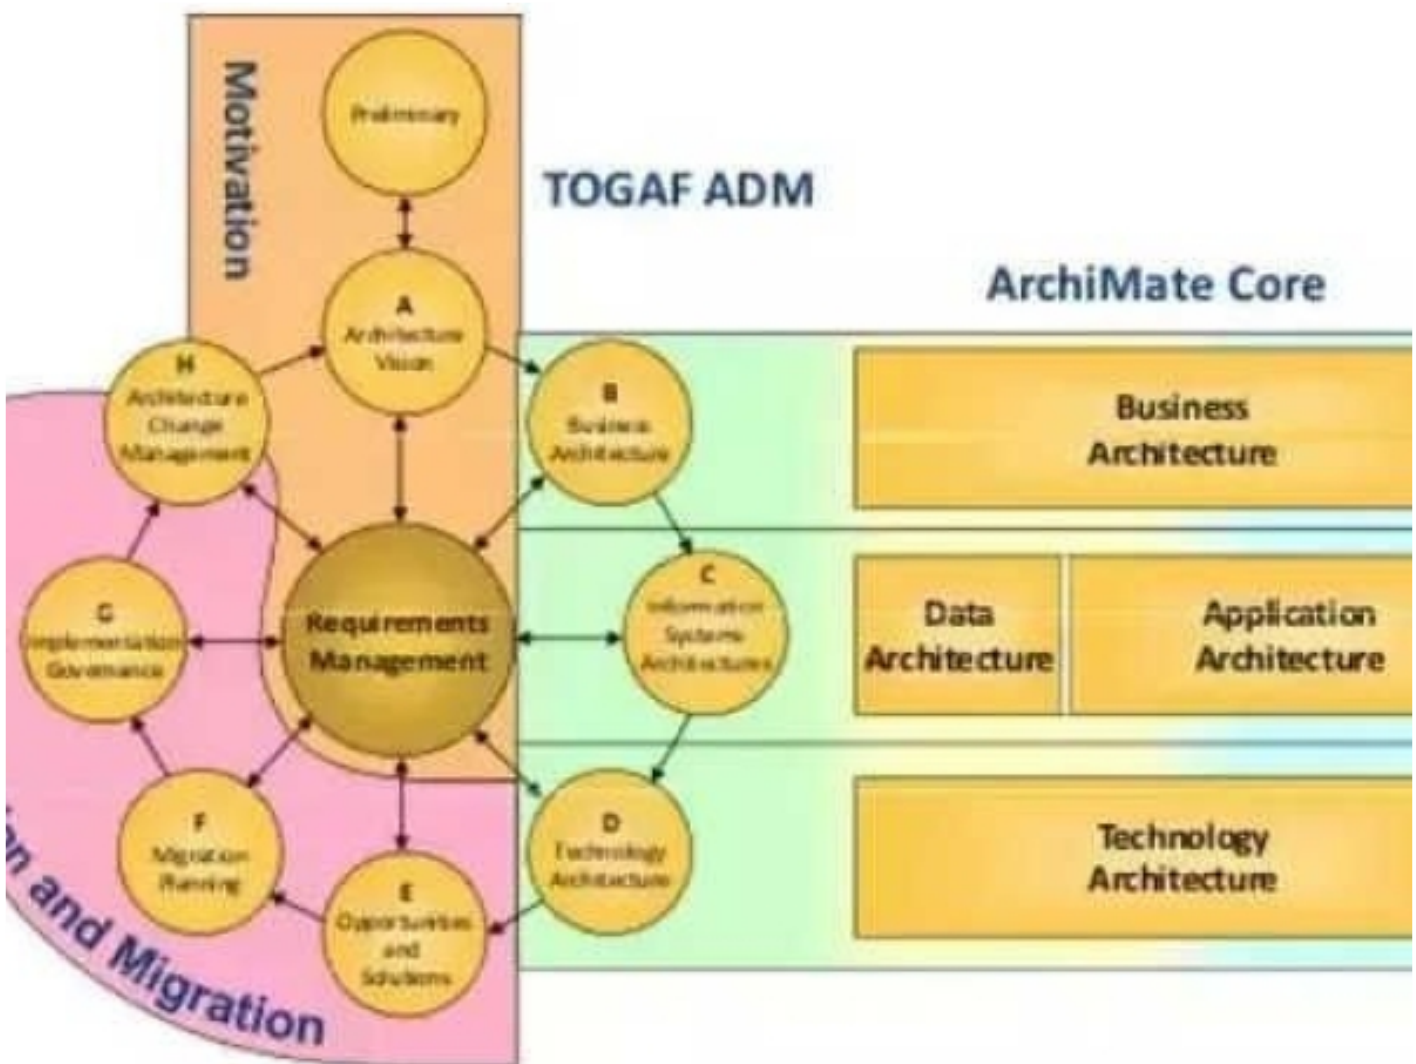 Motivation
Preliminary
TOGAF ADM
ArchiMate Core
A
Architecture
Vision
H
Architecture
Change
Management
B
Business
Architecture
Business
Architecture
G
Implementation
Governance
Requirements
Management
C
Information
Systems
Architectures
Data
Architecture
Application
Architecture
F
Migration
Planning
E
Opportunities
and
Solutions
D
Technology
Architecture
Technology
Architecture
and Migration